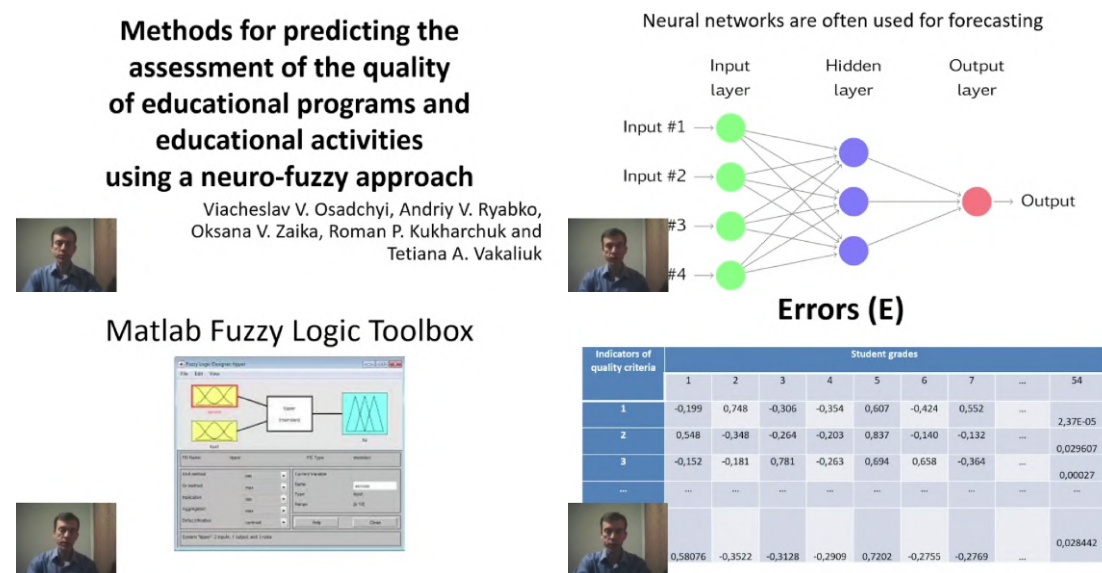 Methods for predicting the
assessment of the quality
of educational programs and
educational activities
using a neuro-fuzzy approach
Viacheslav V. Osadchyi, Andriy V. Ryabko,
Oksana V. Zaika, Roman P. Kukharchuk and
Tetiana A. Vakaliuk
Neural networks are often used for forecasting
Input layer
Hidden layer
Output layer
Input #1
Input #2
#3
#4
Output
Matlab Fuzzy Logic Toolbox
File Edit View
Help Close
Errors (E)
Indicators of quality criteria
Student grades
1 2 3 4 5 6 7 ... 54
1 -0,199 0,748 -0,306 -0,354 0,607 -0,424 0,552 ... 2,37E-05
2 0,548 -0,348 -0,264 -0,203 0,837 -0,140 -0,132 ... 0,029607
3 -0,152 -0,181 0,781 -0,263 0,694 0,658 -0,364 ... 0,00027
... ... ... ... ... ... ... ... ... ...
0,58076 -0,3522 -0,3128 -0,2909 0,7202 -0,2755 -0,2769 ... 0,028442